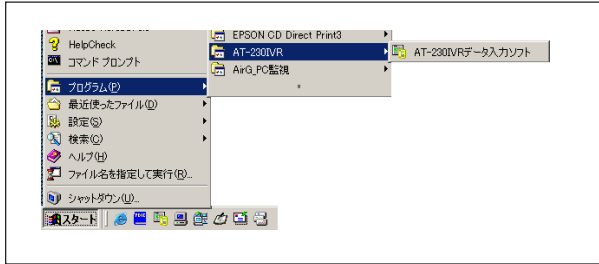 HelpCheck
コマンド プロンプト
プログラム(P)
最近使ったファイル(D)
設定(S)
検索(C)
ヘルプ(H)
ファイル名を指定して実行(R)...
シャットダウン(U)...
スタート
EPSON CD Direct Print3
AT-230IVR
AirG_PC監視
AT-230IVRデータ入力ソフト